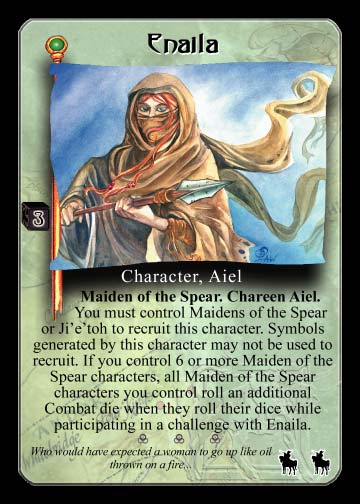 Enaila
3
Character, Aiel
Maiden of the Spear. Chareen Aiel.
You must control Maidens of the Spear
or Ji'e'toh to recruit this character. Symbols
generated by this character may not be used to
recruit. If you control 6 or more Maiden of the
Spear characters, all Maiden of the Spear
characters you control roll an additional
Combat die when they roll their dice while
participating in a challenge with Enaila.
Who would have expected a woman to go up like oil
thrown on a fire...